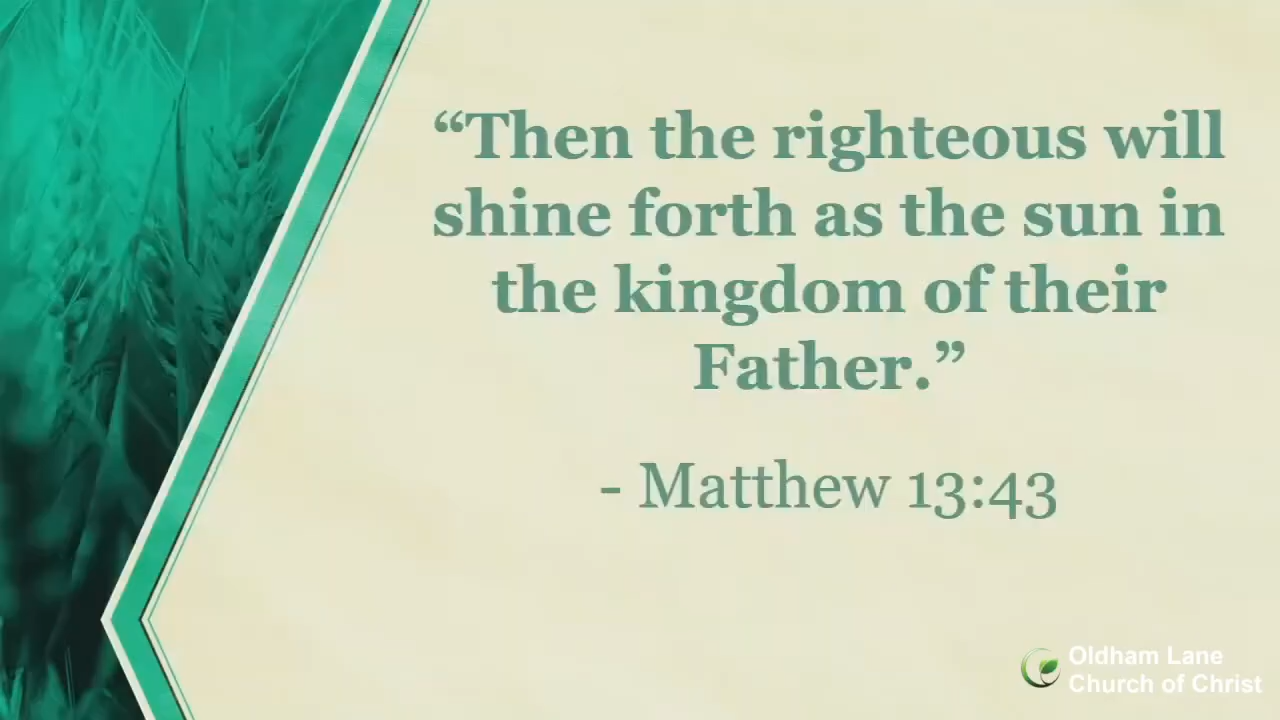 “Then the righteous will
shine forth as the sun in
the kingdom of their
Father.”
- Matthew 13:43
Oldham Lane
Church of Christ